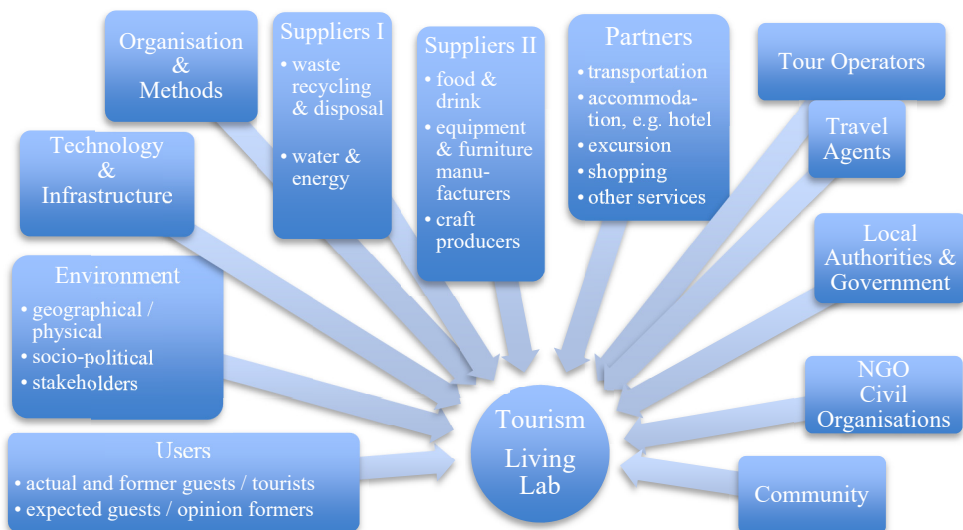 Organisation
&
Methods
Suppliers I
• waste
recycling
& disposal
• water &
energy
Suppliers II
• food &
drink
• equipment
& furniture
manu-
facturers
• craft
producers
Partners
• transportation
• accommoda-
tion, e.g. hotel
• excursion
• shopping
• other services
Tour Operators
Travel
Agents
Technology
&
Infrastructure
Local
Authorities &
Government
Environment
• geographical /
physical
• socio-political
• stakeholders
NGO
Civil
Organisations
Users
• actual and former guests / tourists
• expected guests / opinion formers
Tourism
Living
Lab
Community